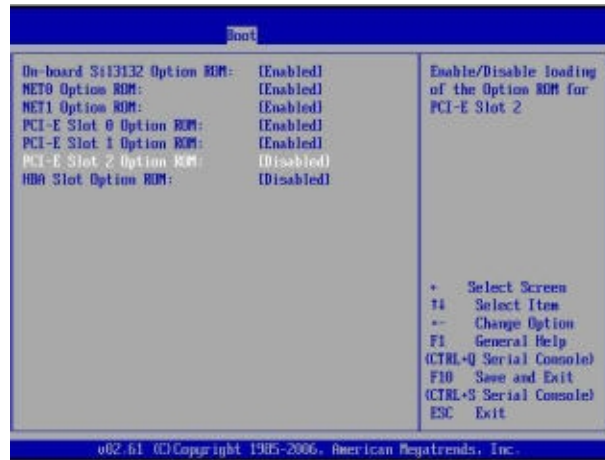 Boot
On-board Sil3132 Option ROM: [Enabled]
NET0 Option ROM: [Enabled]
NET1 Option ROM: [Enabled]
PCI-E Slot 0 Option ROM: [Enabled]
PCI-E Slot 1 Option ROM: [Enabled]
PCI-E Slot 2 Option ROM: [Disabled]
HBA Slot Option ROM: [Disabled]
Enable/Disable loading
of the Option ROM for
PCI-E Slot 2
Select Screen
↑↓ Select Item
+- Change Option
F1 General Help
(CTRL+Q Serial Console)
F10 Save and Exit
(CTRL+S Serial Console)
ESC Exit
v02.61 (C)Copyright 1985-2006, American Megatrends, Inc.